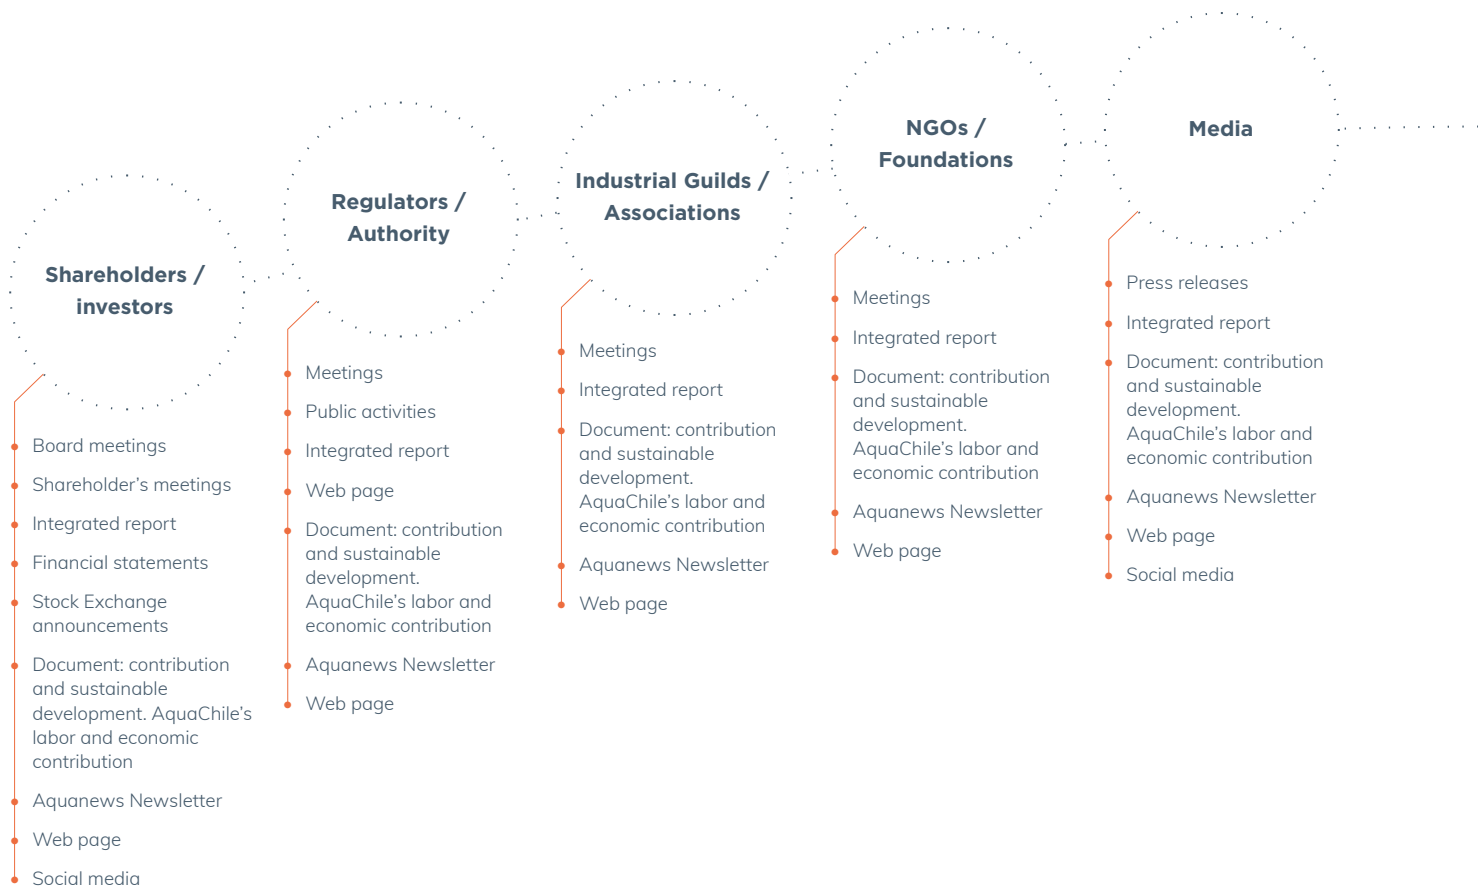 Shareholders /
investors
Board meetings
Shareholder’s meetings
Integrated report
Financial statements
Stock Exchange
announcements
Document: contribution
and sustainable
development. AquaChile’s
labor and economic
contribution
Aquanews Newsletter
Web page
Social media
Regulators /
Authority
Meetings
Public activities
Integrated report
Web page
Document: contribution
and sustainable
development.
AquaChile’s labor and
economic contribution
Aquanews Newsletter
Web page
Industrial Guilds /
Associations
Meetings
Integrated report
Document: contribution
and sustainable
development.
AquaChile’s labor and
economic contribution
Aquanews Newsletter
Web page
NGOs /
Foundations
Meetings
Integrated report
Document: contribution
and sustainable
development.
AquaChile’s labor and
economic contribution
Aquanews Newsletter
Web page
Media
Press releases
Integrated report
Document: contribution
and sustainable
development.
AquaChile’s labor and
economic contribution
Aquanews Newsletter
Web page
Social media